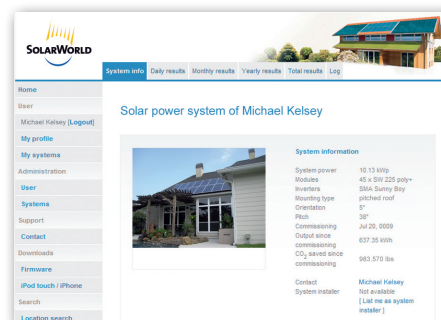 SOLARWORLD
System info Daily results Monthly results Yearly results Total results Log
Home
User
Michael Kelsey [Logout]
My profile
My systems
Administration
User
Systems
Support
Contact
Downloads
Firmware
iPod touch / iPhone
Search
Location search
Solar power system of Michael Kelsey
System information
System power 10.13 kWp
Modules 45 x SW 225 poly+
Inverters SMA Sunny Boy
Mounting type pitched roof
Orientation 5°
Pitch 38°
Commissioning Jul 20, 0009
Output since
commissioning 637.35 kWh
CO2 saved since
commissioning 983.570 lbs
Contact Michael Kelsey
System installer Not available
[ List me as system
installer ]